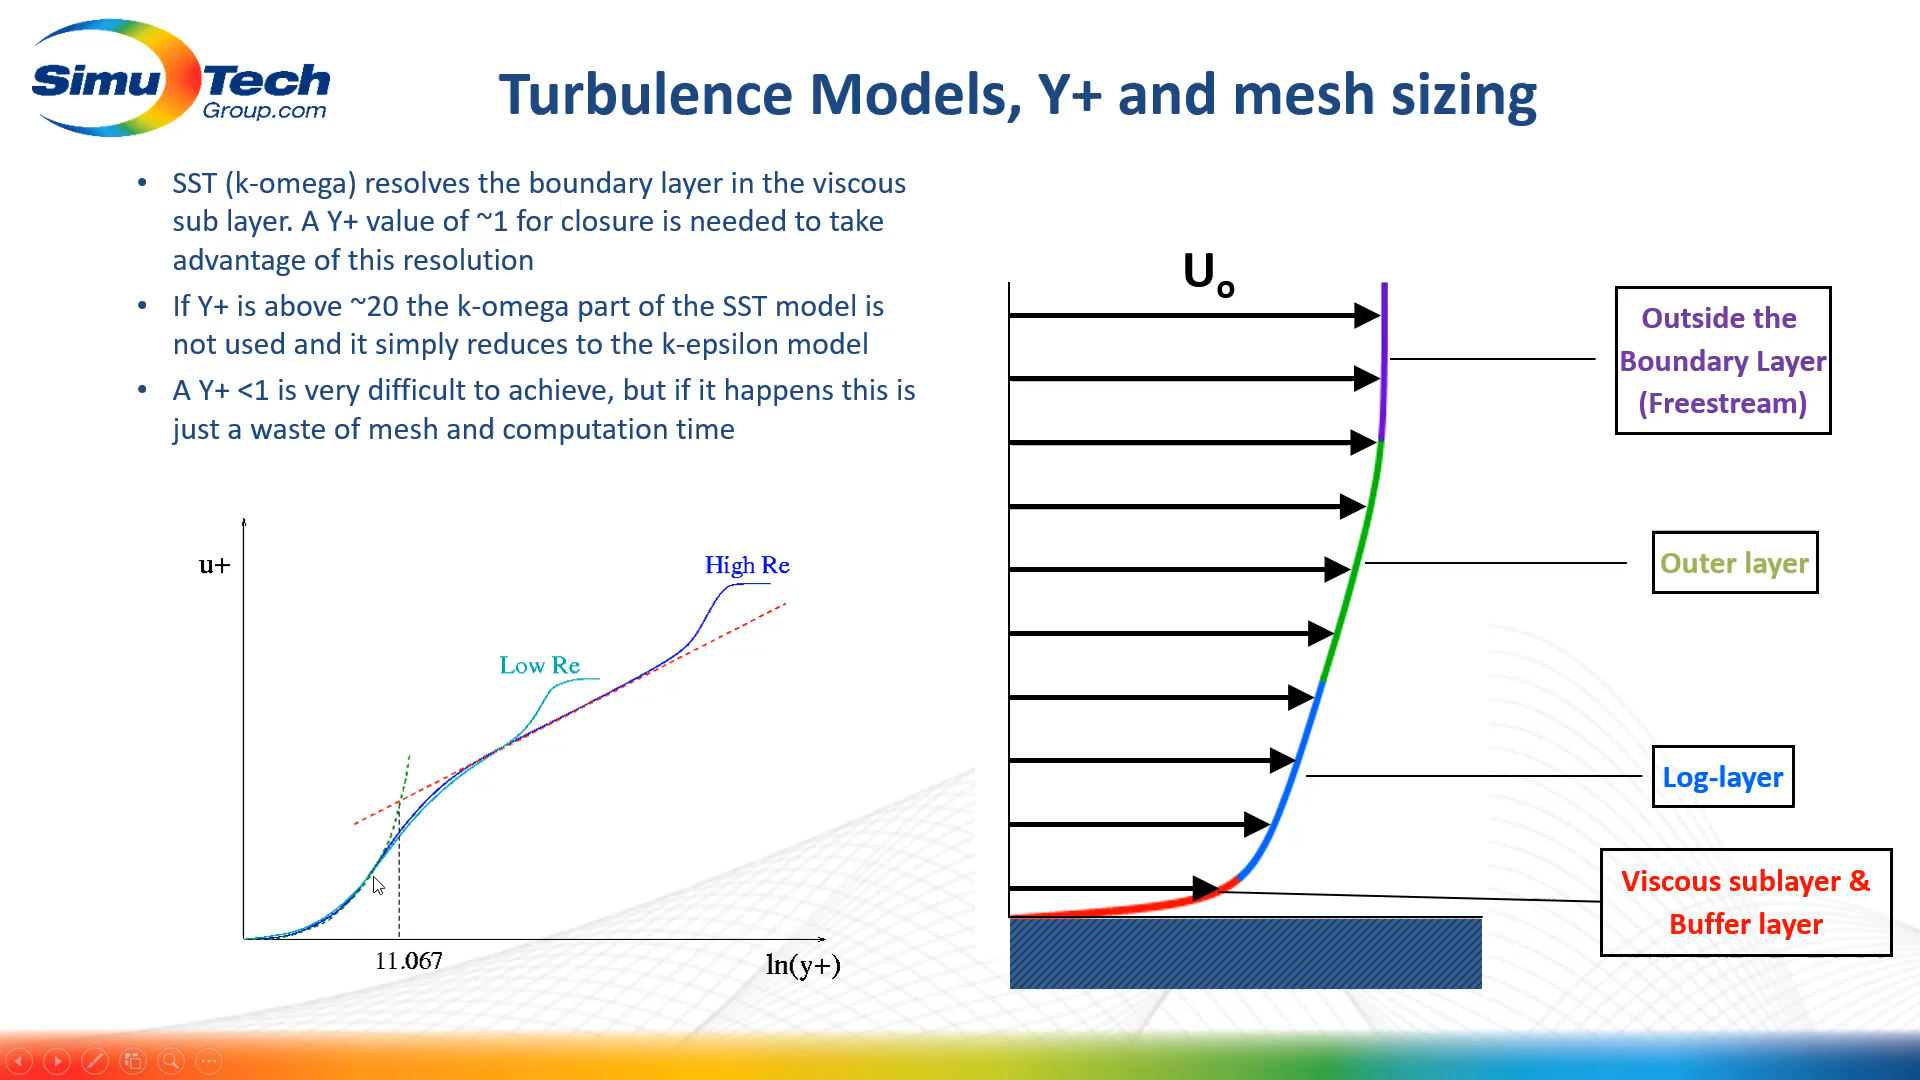 Simu Tech
Group.com
Turbulence Models, Y+ and mesh sizing
• SST (k-omega) resolves the boundary layer in the viscous
sub layer. A Y+ value of ~1 for closure is needed to take
advantage of this resolution
• If Y+ is above ~20 the k-omega part of the SST model is
not used and it simply reduces to the k-epsilon model
• A Y+ <1 is very difficult to achieve, but if it happens this is
just a waste of mesh and computation time
u+
High Re
Low Re
11.067
ln(y+)
Uo
Outside the
Boundary Layer
(Freestream)
Outer layer
Log-layer
Viscous sublayer &
Buffer layer